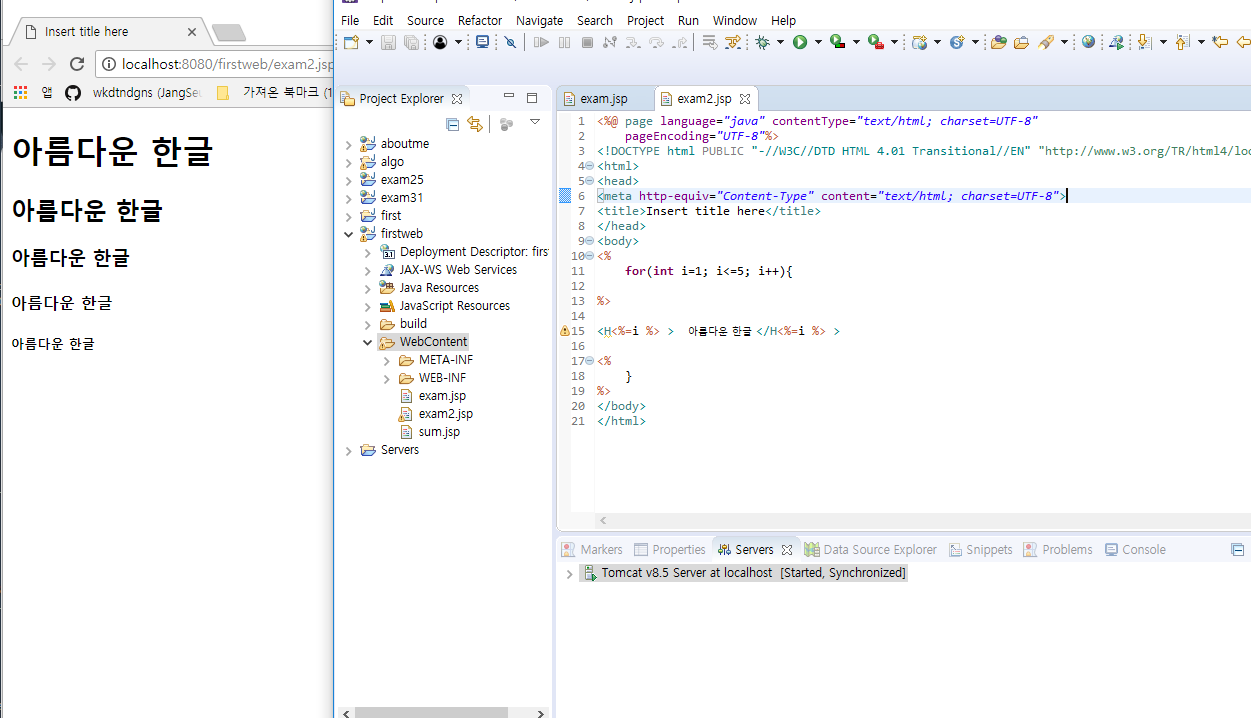 Insert title here
localhost:8080/firstweb/exam2.jsp
앱
wkdtndgns (JangSeu
가져온 북마크 (1
아름다운 한글
아름다운 한글
아름다운 한글
아름다운 한글
아름다운 한글
File Edit Source Refactor Navigate Search Project Run Window Help
Project Explorer
aboutme
algo
exam25
exam31
first
firstweb
Deployment Descriptor: firs
JAX-WS Web Services
Java Resources
JavaScript Resources
build
WebContent
META-INF
WEB-INF
exam.jsp
exam2.jsp
sum.jsp
Servers
exam.jsp exam2.jsp
1 <%@ page language="java" contentType="text/html; charset=UTF-8"
2 pageEncoding="UTF-8"%>
3 <!DOCTYPE html PUBLIC "-//W3C//DTD HTML 4.01 Transitional//EN" "http://www.w3.org/TR/html4/loo
4 <html>
5 <head>
6 <meta http-equiv="Content-Type" content="text/html; charset=UTF-8">
7 <title>Insert title here</title>
8 </head>
9 <body>
10 <%
11 for(int i=1; i<=5; i++){
12
13 %>
14
15 <H<%=i %> > 아름다운 한글 </H<%=i %> >
16
17 <%
18 }
19 %>
20 </body>
21 </html>
Markers Properties Servers Data Source Explorer Snippets Problems Console
Tomcat v8.5 Server at localhost [Started, Synchronized]